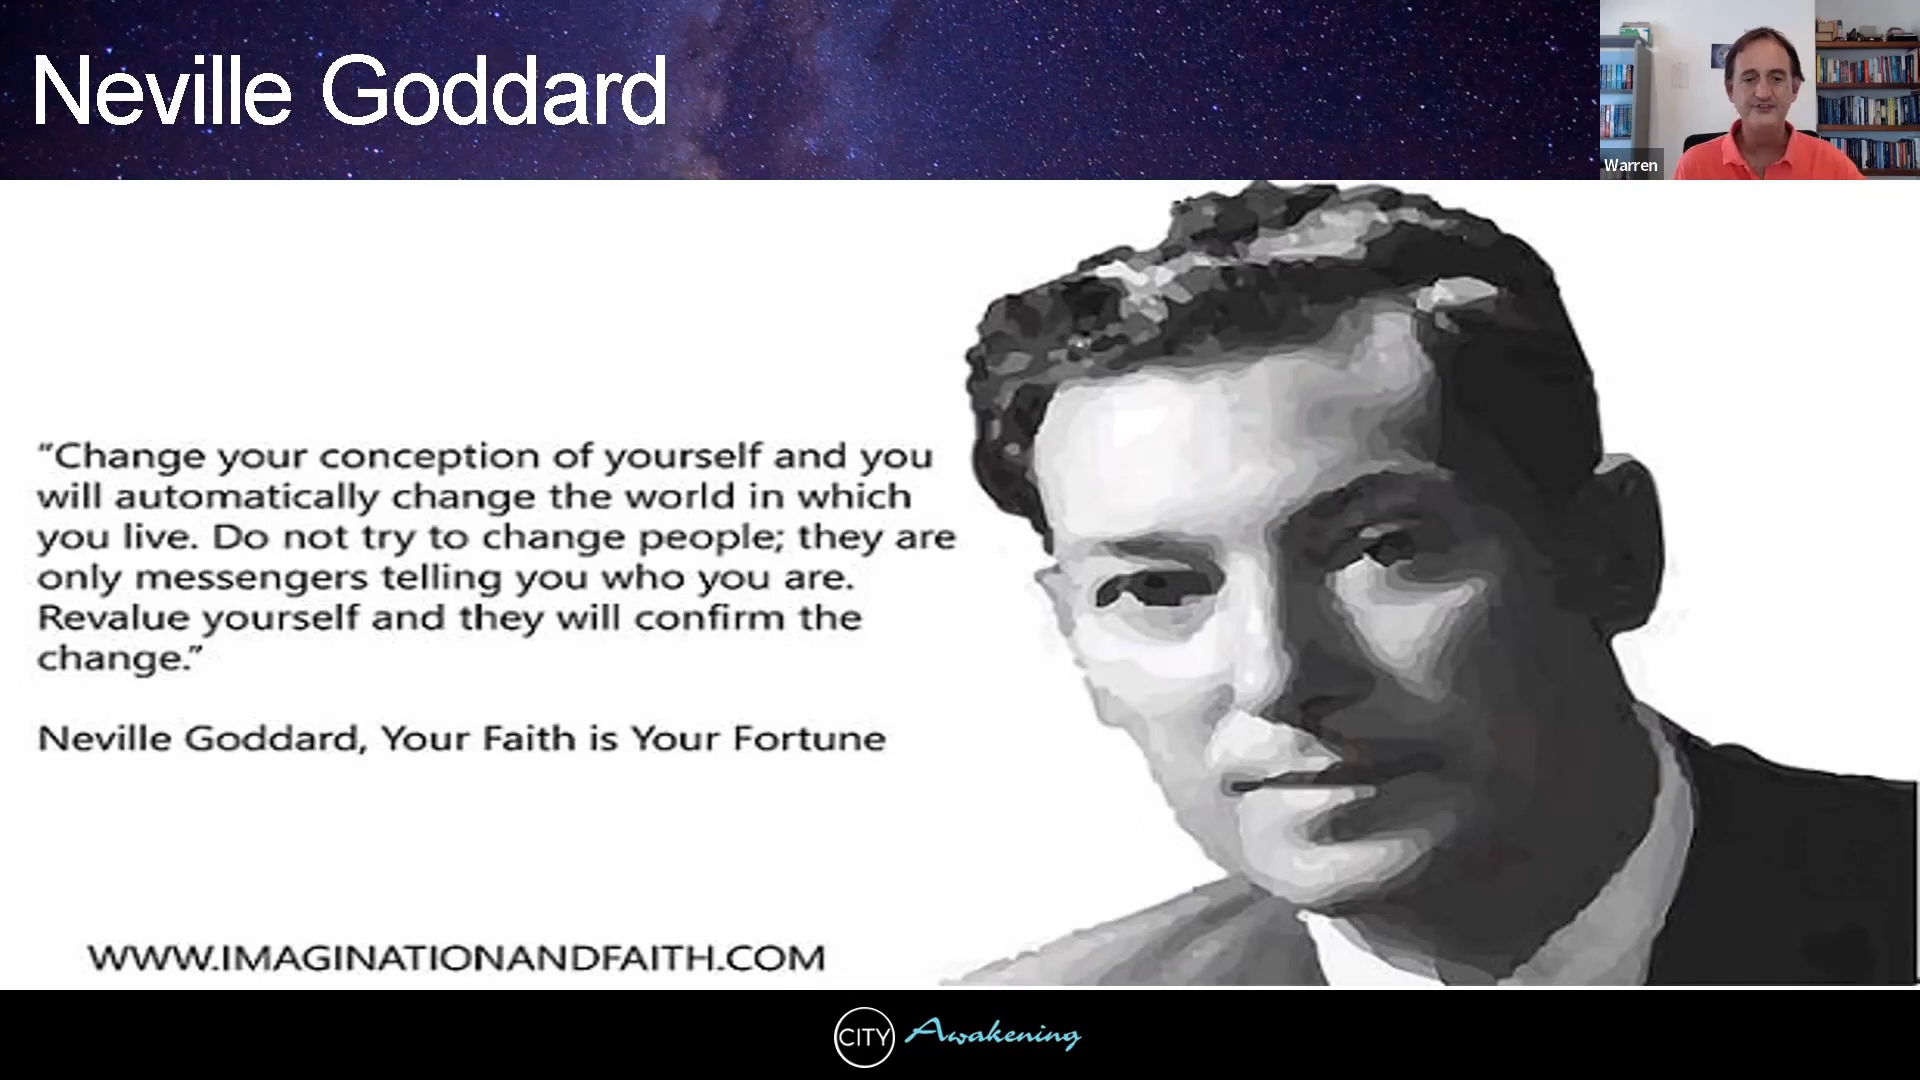 Neville Goddard
Warren
“Change your conception of yourself and you
will automatically change the world in which
you live. Do not try to change people; they are
only messengers telling you who you are.
Revalue yourself and they will confirm the
change.”
Neville Goddard, Your Faith is Your Fortune
WWW.IMAGINATIONANDFAITH.COM
CITY Awakening